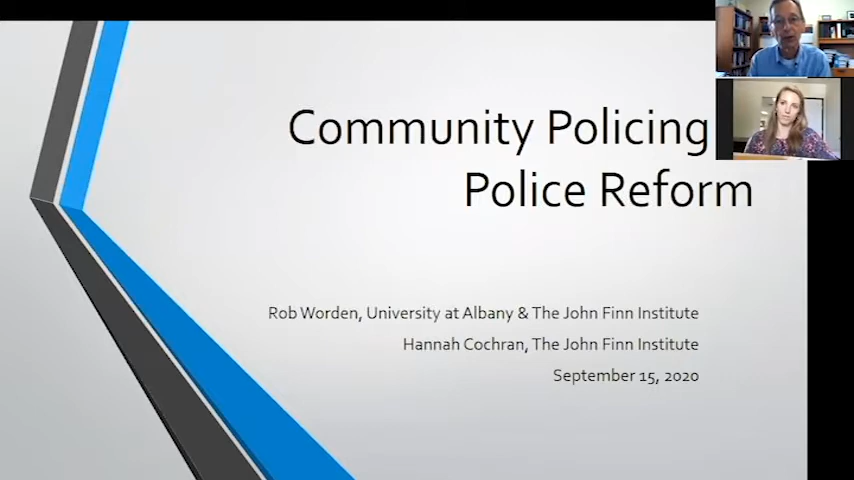 Community Policing
Police Reform
Rob Worden, University at Albany & The John Finn Institute
Hannah Cochran, The John Finn Institute
September 15, 2020